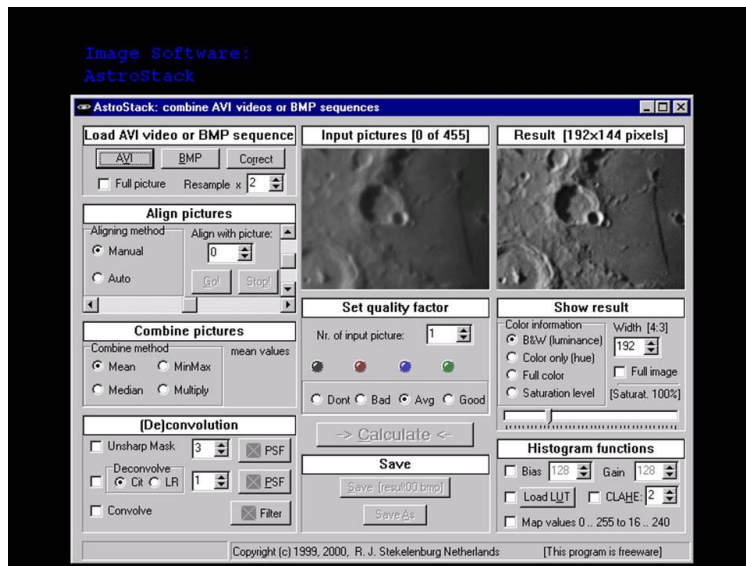 Image Software:
AstroStack
AstroStack: combine AVI videos or BMP sequences
Load AVI video or BMP sequence
AVI BMP Correct
Full picture Resample x 2
Align pictures
Aligning method
Manual
Auto
Align with picture:
0
Go! Stop!
Combine pictures
Combine method
mean values
Mean MinMax
Median Multiply
(De)convolution
Unsharp Mask 3 PSF
Deconvolve
Cit LR 1 PSF
Convolve Filter
Input pictures [0 of 455]
Set quality factor
Nr. of input picture: 1
Dont Bad Avg Good
-> Calculate <-
Save
Save [resul00.bmp]
Save As
Result [192x144 pixels]
Show result
Color information
B&W (luminance)
Color only (hue)
Full color
Saturation level
Width [4:3]
192
Full image
[Saturat. 100%]
Histogram functions
Bias 128 Gain 128
Load LUT CLAHE: 2
Map values 0 .. 255 to 16 .. 240
Copyright (c) 1999, 2000, R. J. Stekelenburg Netherlands [This program is freeware]